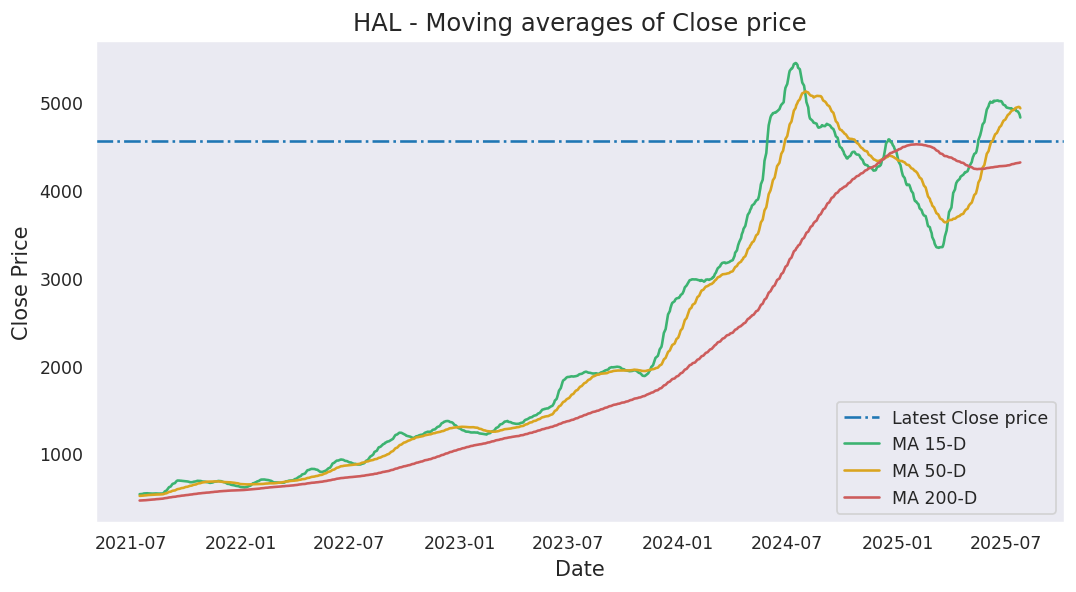 HAL - Moving averages of Close price
Close Price
5000
4000
3000
2000
1000
Latest Close price
MA 15-D
MA 50-D
MA 200-D
2021-07 2022-01 2022-07 2023-01 2023-07 2024-01 2024-07 2025-01 2025-07
Date